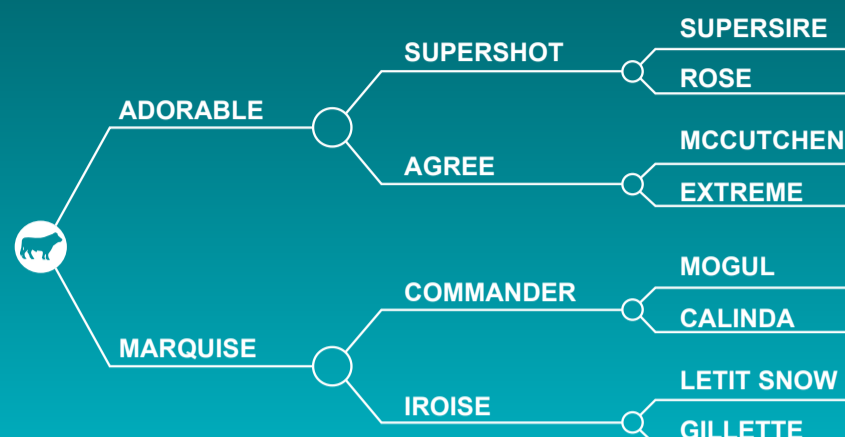 SUPERSIRE
SUPERSHOT
ROSE
ADORABLE
MCCUTCHEN
AGREE
EXTREME
MOGUL
COMMANDER
CALINDA
MARQUISE
LETIT SNOW
IROISE
GILLETTE